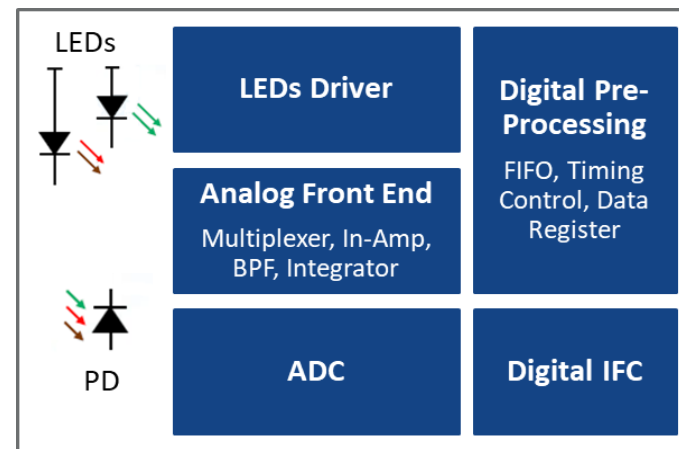 LEDs
LEDs Driver
Digital Pre-
Processing
FIFO, Timing
Control, Data
Register
Analog Front End
Multiplexer, In-Amp,
BPF, Integrator
PD
ADC
Digital IFC